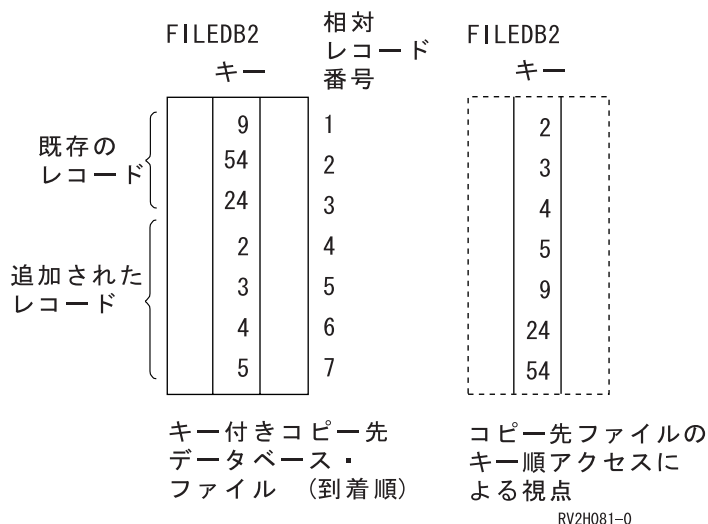 FILEDB2
キー
相対
レコード
番号
既存の
レコード
追加された
レコード
9 1
54 2
24 3
2 4
3 5
4 6
5 7
キー付きコピー先
データベース・
ファイル (到着順)
FILEDB2
キー
2
3
4
5
9
24
54
コピー先ファイルの
キー順アクセスに
よる視点
RV2H081-0